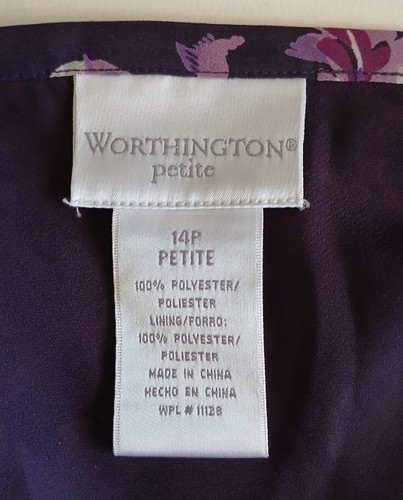 WORTHINGTON®
petite
14P
PETITE
100% POLYESTER/
POLIESTER
LINING/FORRO:
100% POLYESTER/
POLIESTER
MADE IN CHINA
HECHO EN CHINA
WPL # 11128